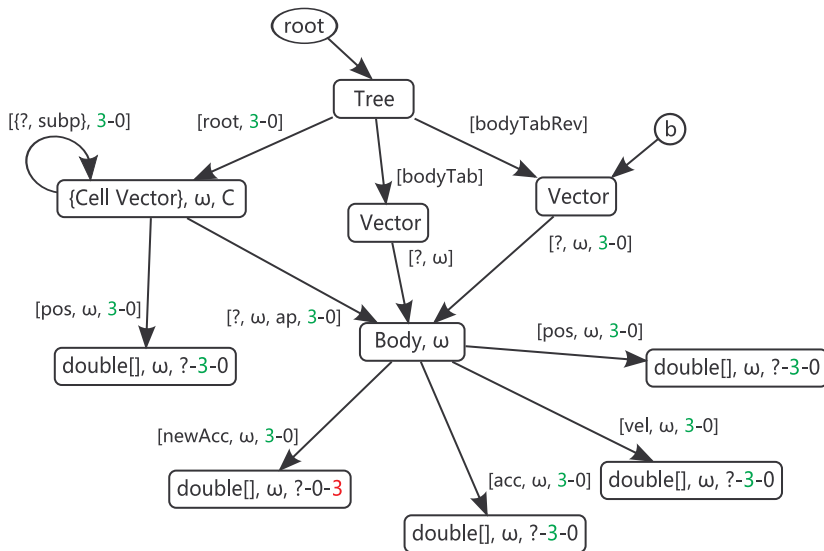 root
Tree
[{?, subp}, 3-0]
[root, 3-0]
[bodyTabRev]
b
[bodyTab]
{Cell Vector}, ω, C
Vector
Vector
[?, ω]
[?, ω, 3-0]
[pos, ω, 3-0]
[?, ω, ap, 3-0]
[pos, ω, 3-0]
Body, ω
double[], ω, ?-3-0
double[], ω, ?-3-0
[newAcc, ω, 3-0]
[vel, ω, 3-0]
[acc, ω, 3-0]
double[], ω, ?-0-3
double[], ω, ?-3-0
double[], ω, ?-3-0